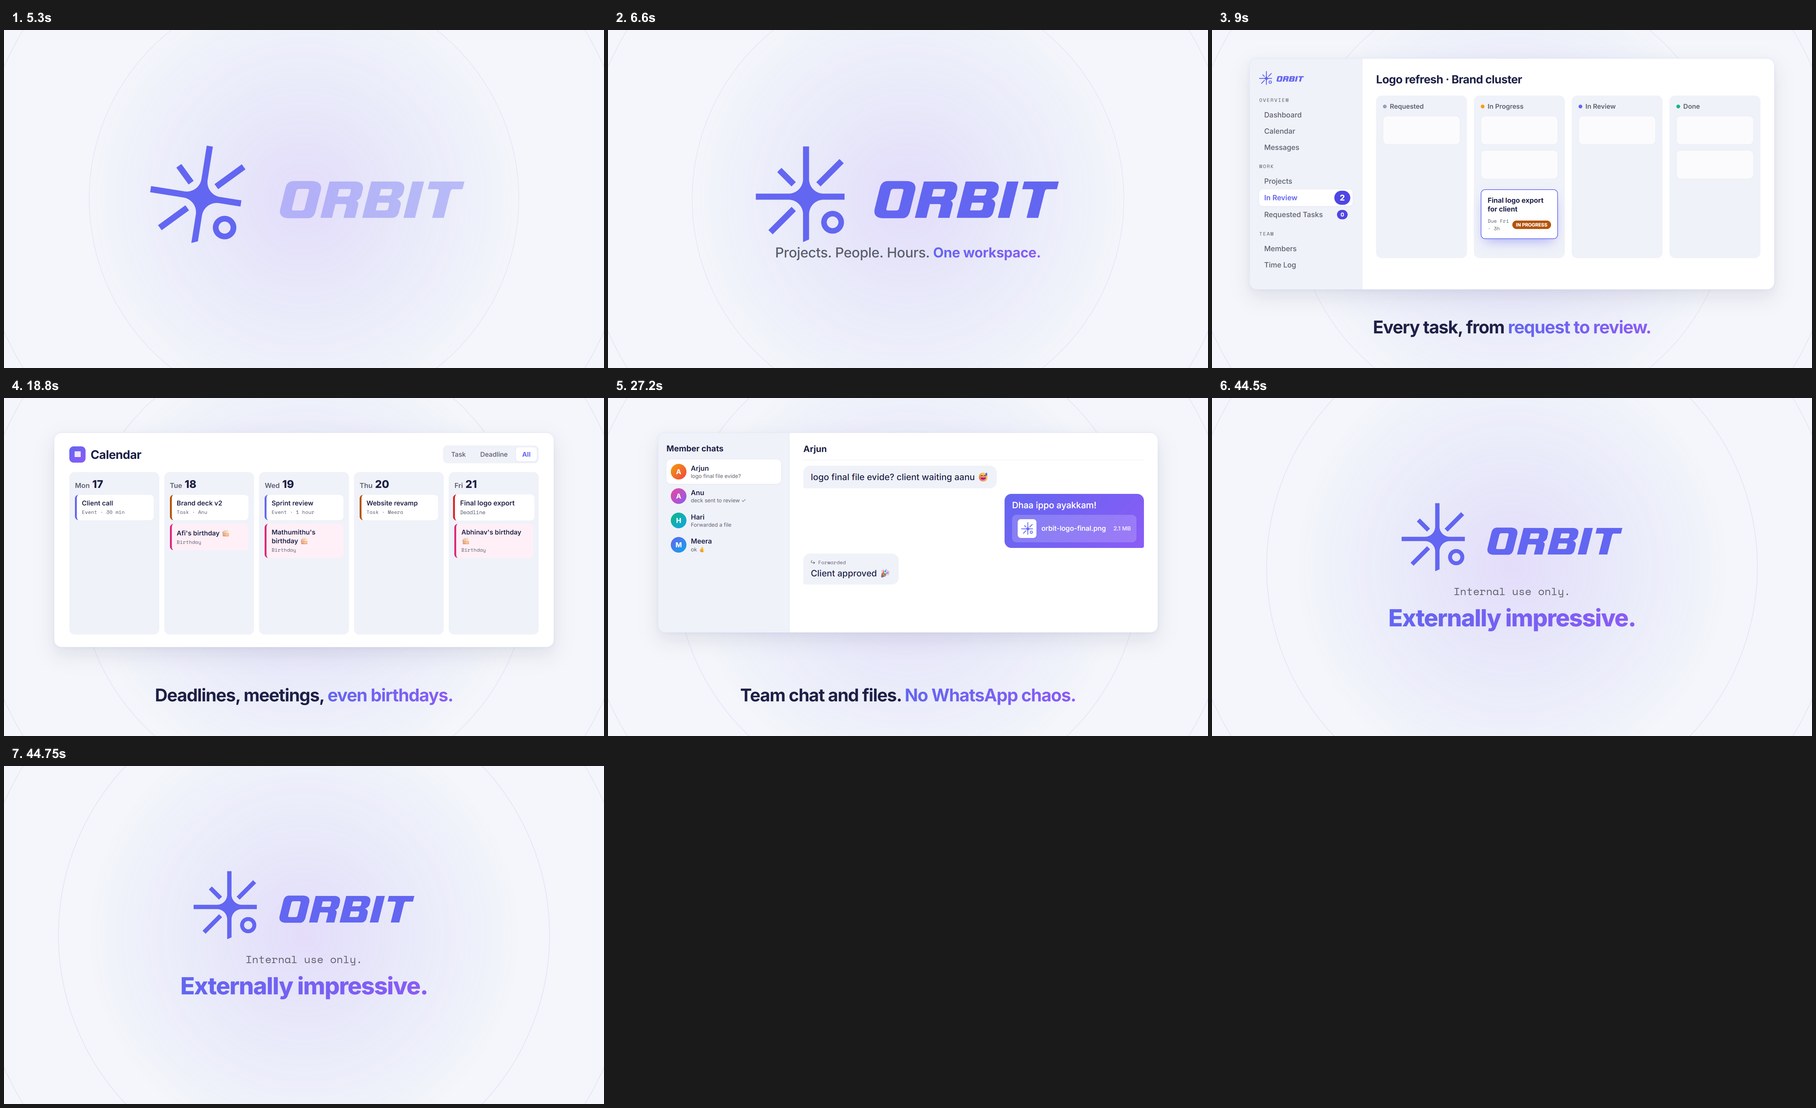 1. 5.3s
ORBIT
2. 6.6s
ORBIT
Projects. People. Hours. One workspace.
3. 9s
ORBIT
OVERVIEW
Dashboard
Calendar
Messages
WORK
Projects
In Review 2
Requested Tasks 0
TEAM
Members
Time Log
Logo refresh · Brand cluster
Requested
In Progress
In Review
Done
Final logo export
for client
Due Fri
· 3h
IN PROGRESS
Every task, from request to review.
4. 18.8s
Calendar
Task Deadline All
Mon 17
Client call
Event · 30 min
Tue 18
Brand deck v2
Task · Anu
Afi's birthday 🎂
Birthday
Wed 19
Sprint review
Event · 1 hour
Mathumithu's
birthday 🎂
Birthday
Thu 20
Website revamp
Task · Meera
Fri 21
Final logo export
Deadline
Abhinav's birthday
🎂
Birthday
Deadlines, meetings, even birthdays.
5. 27.2s
Member chats
A
Arjun
logo final file evide?
A
Anu
deck sent to review ✓
H
Hari
Forwarded a file
M
Meera
ok 👍
Arjun
logo final file evide? client waiting aanu 🥵
Dhaa ippo ayakkam!
orbit-logo-final.png 2.1 MB
↪ Forwarded
Client approved 🎉
Team chat and files. No WhatsApp chaos.
6. 44.5s
ORBIT
Internal use only.
Externally impressive.
7. 44.75s
ORBIT
Internal use only.
Externally impressive.